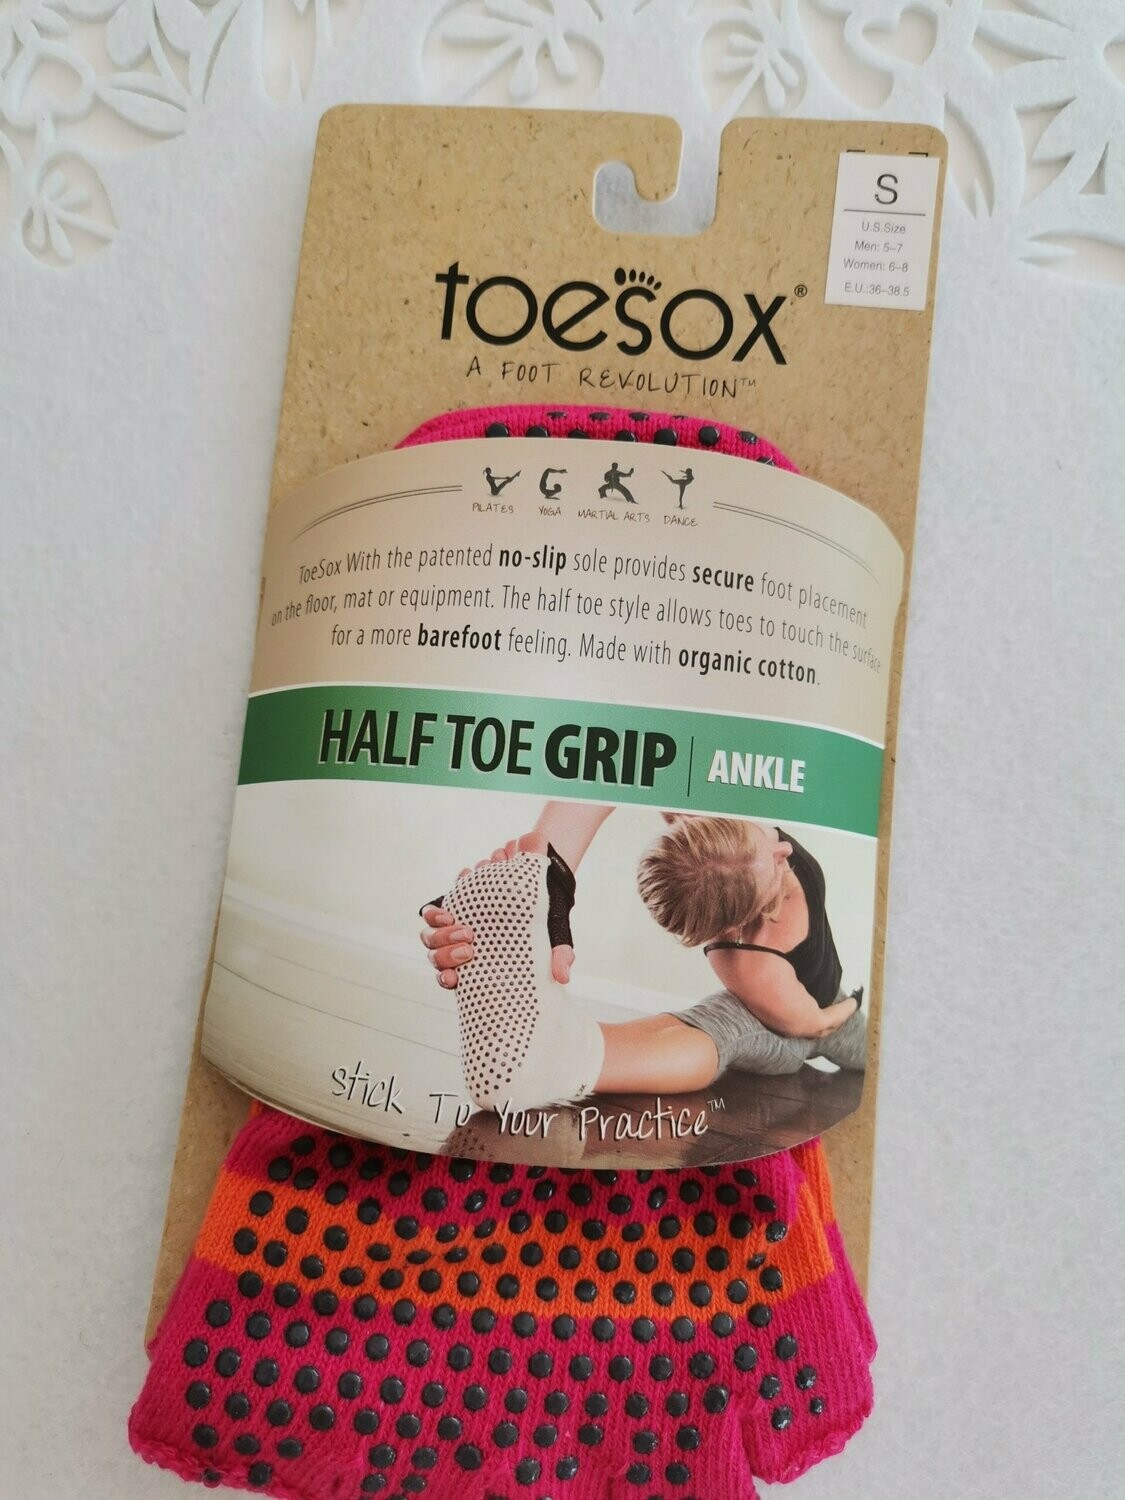 S
U.S.Size
Men: 5–7
Women: 6–8
E.U.:36–38.5
toesox®
A FOOT REVOLUTION™
PILATES YOGA MARTIAL ARTS DANCE
ToeSox With the patented no-slip sole provides secure foot placement
on the floor, mat or equipment. The half toe style allows toes to touch the surface
for a more barefoot feeling. Made with organic cotton.
HALF TOE GRIP | ANKLE
Stick To Your Practice™